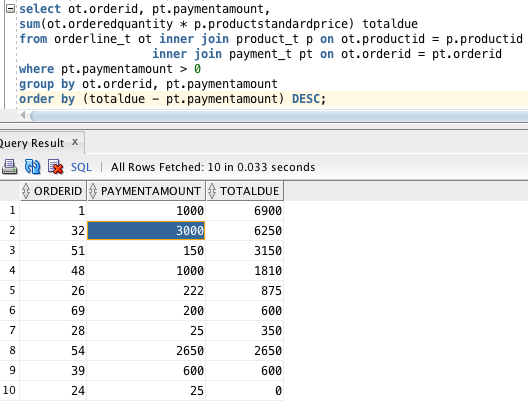 select ot.orderid, pt.paymentamount,
sum(ot.orderedquantity * p.productstandardprice) totaldue
from orderline_t ot inner join product_t p on ot.productid = p.productid
inner join payment_t pt on ot.orderid = pt.orderid
where pt.paymentamount > 0
group by ot.orderid, pt.paymentamount
order by (totaldue - pt.paymentamount) DESC;
Query Result x
SQL | All Rows Fetched: 10 in 0.033 seconds
ORDERID PAYMENTAMOUNT TOTALDUE
1 1 1000 6900
2 32 3000 6250
3 51 150 3150
4 48 1000 1810
5 26 222 875
6 69 200 600
7 28 25 350
8 54 2650 2650
9 39 600 600
10 24 25 0